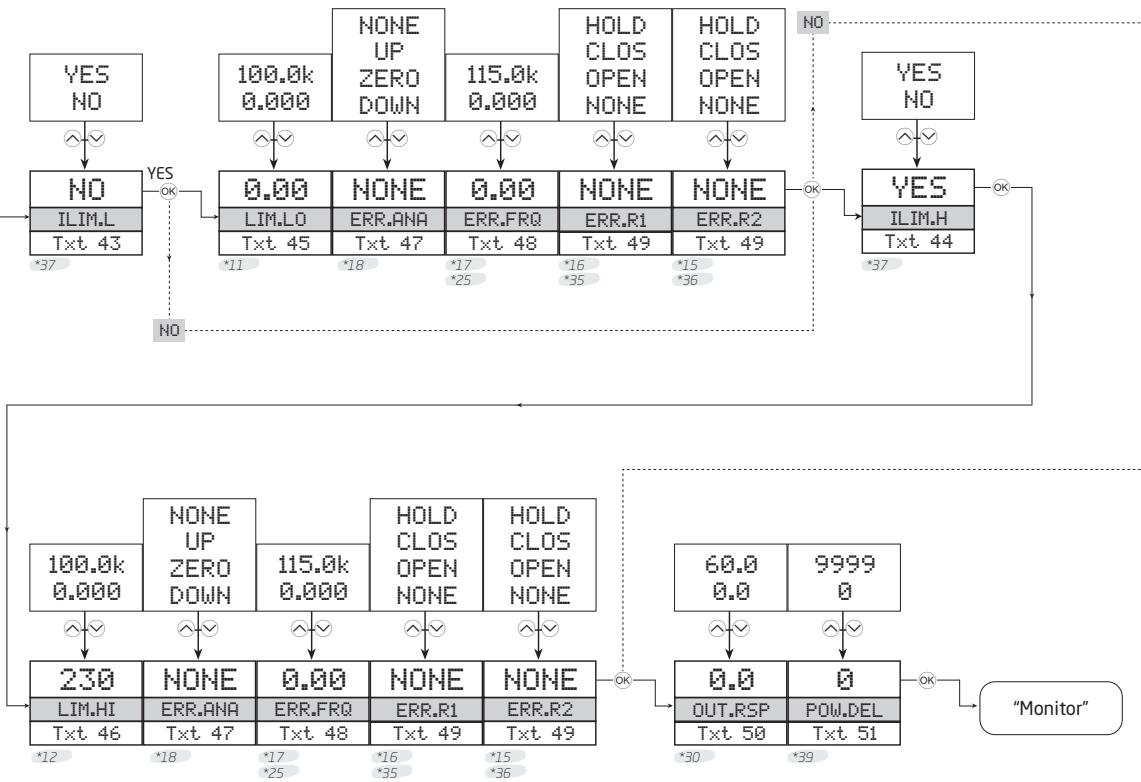 NO
YES
NO
100.0k
0.000
NONE
UP
ZERO
DOWN
115.0k
0.000
HOLD
CLOS
OPEN
NONE
HOLD
CLOS
OPEN
NONE
YES
NO
NO
ILIM.L
Txt 43
*37
YES
OK
0.00
LIM.LO
Txt 45
*11
NONE
ERR.ANA
Txt 47
*18
0.00
ERR.FRQ
Txt 48
*17
*25
NONE
ERR.R1
Txt 49
*16
*35
NONE
ERR.R2
Txt 49
*15
*36
OK
YES
ILIM.H
Txt 44
*37
OK
NO
100.0k
0.000
NONE
UP
ZERO
DOWN
115.0k
0.000
HOLD
CLOS
OPEN
NONE
HOLD
CLOS
OPEN
NONE
60.0
0.0
9999
0
230
LIM.HI
Txt 46
*12
NONE
ERR.ANA
Txt 47
*18
0.00
ERR.FRQ
Txt 48
*17
*25
NONE
ERR.R1
Txt 49
*16
*35
NONE
ERR.R2
Txt 49
*15
*36
OK
0.0
OUT.RSP
Txt 50
*30
0
POW.DEL
Txt 51
*39
OK
"Monitor"